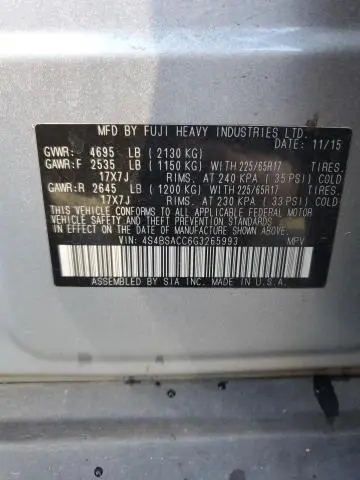 MFD BY FUJI HEAVY INDUSTRIES LTD.
DATE: 11/15
GVWR: 4695 LB ( 2130 KG)
GAWR:F 2535 LB ( 1150 KG) WITH 225/65R17 TIRES.
17X7J RIMS. AT 240 KPA ( 35 PSI) COLD
GAWR:R 2645 LB ( 1200 KG) WITH 225/65R17 TIRES.
17X7J RIMS. AT 230 KPA ( 33 PSI) COLD
THIS VEHICLE CONFORMS TO ALL APPLICABLE
FEDERAL MOTOR VEHICLE SAFETY, BUMPER,
AND THEFT PREVENTION STANDARDS
IN EFFECT ON THE DATE OF MANUFACTURE SHOWN ABOVE.
VIN: 4S4BSACC6G3265993 MPV
ASSEMBLED BY SIA INC. MADE IN U.S.A.